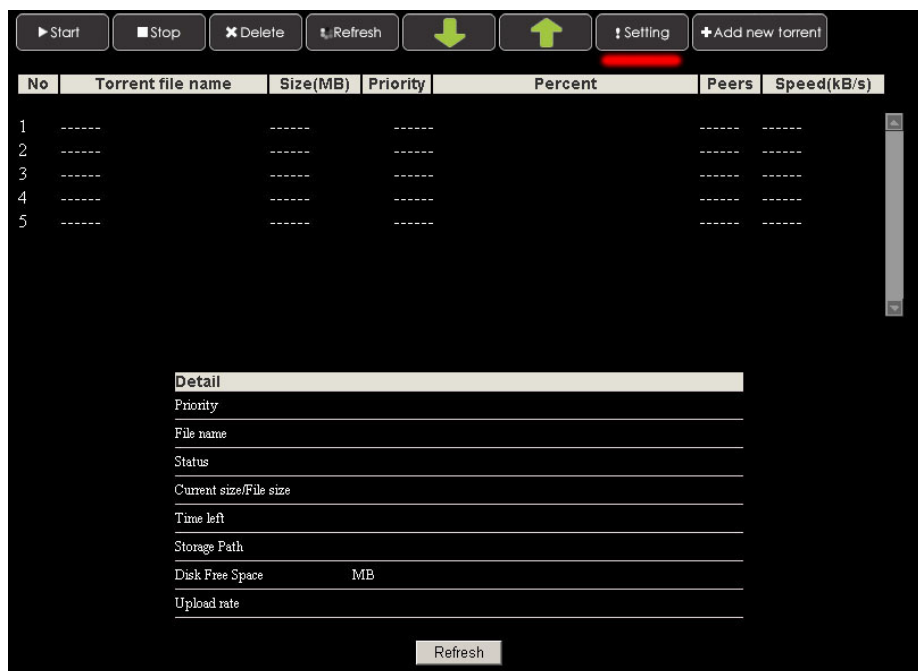 Start Stop Delete Refresh Setting Add new torrent
No Torrent file name Size(MB) Priority Percent Peers Speed(kB/s)
1 ------ ------ ------ ------ ------
2 ------ ------ ------ ------ ------
3 ------ ------ ------ ------ ------
4 ------ ------ ------ ------ ------
5 ------ ------ ------ ------ ------
Detail
Priority
File name
Status
Current size/File size
Time left
Storage Path
Disk Free Space MB
Upload rate
Refresh